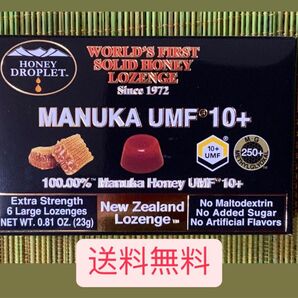 HONEY
DROPLET®
WORLD'S FIRST
SOLID HONEY
LOZENGE
Since 1972
MANUKA UMF® 10+
10+
UMF
250+
100.00%™ Manuka Honey UMF® 10+
Extra Strength
6 Large Lozenges
NET WT. 0.81 OZ. (23g)
New Zealand
Lozenge™
No Maltodextrin
No Added Sugar
No Artificial Flavors
送料無料